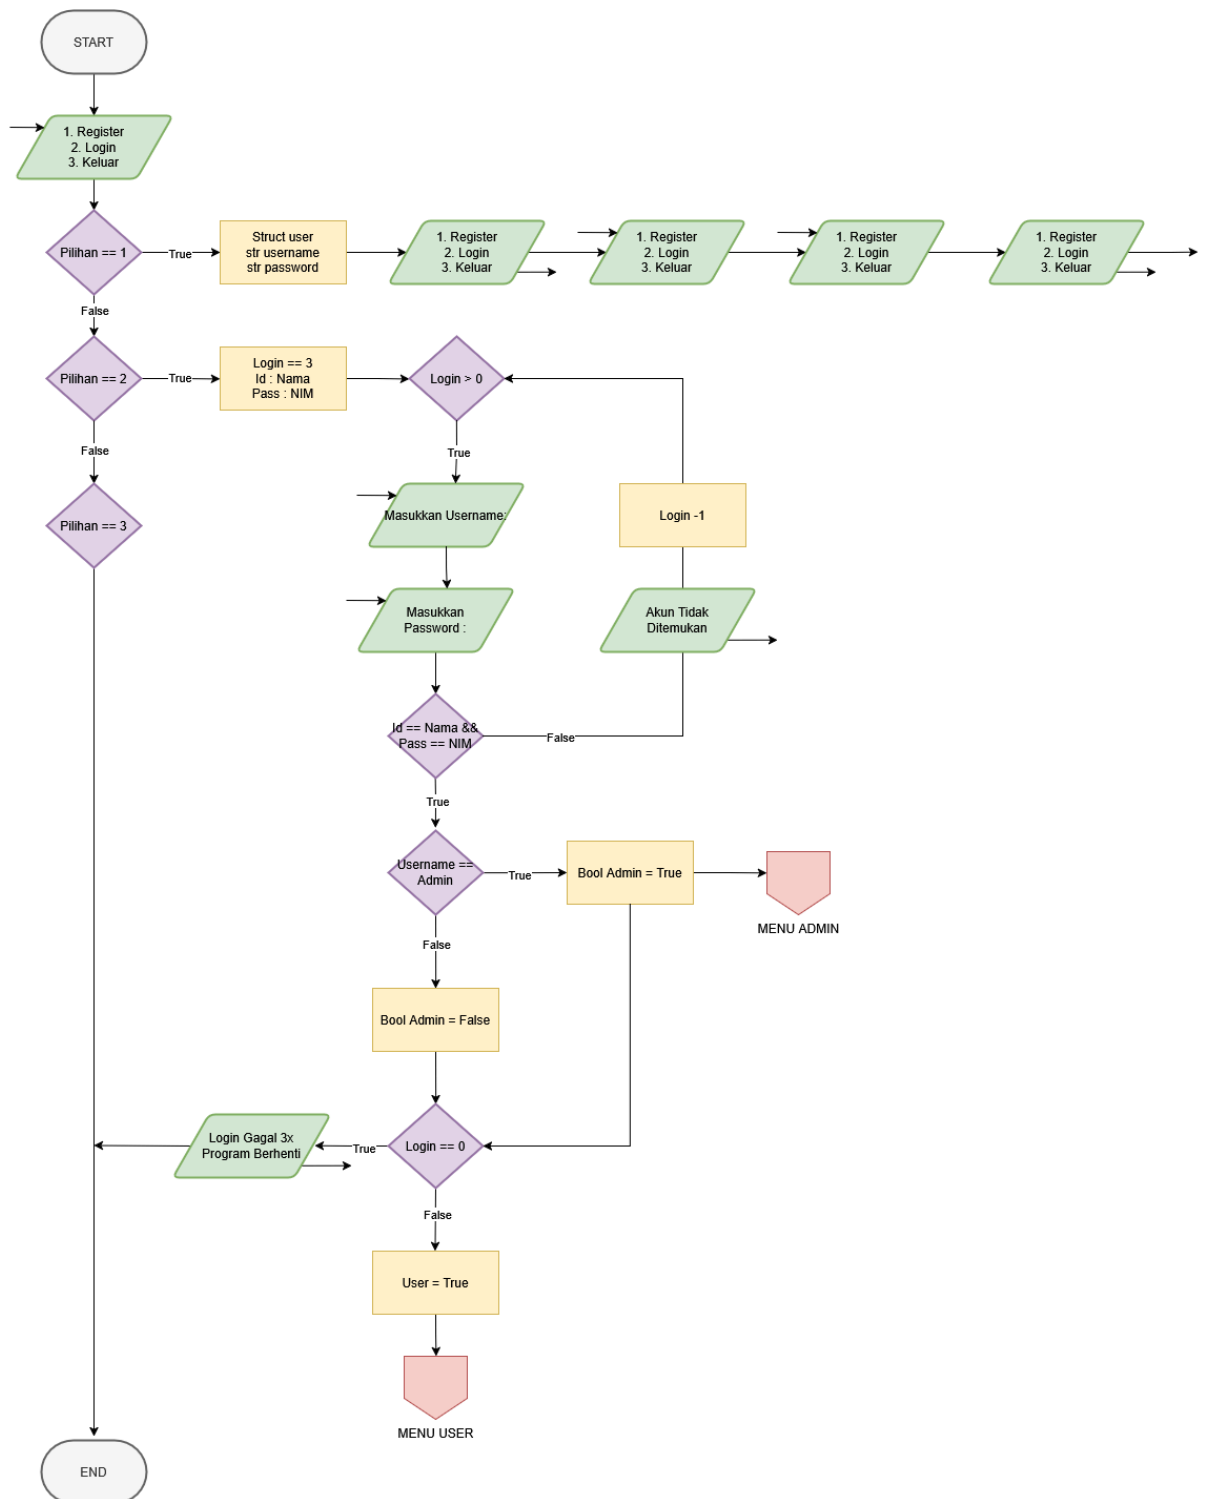 START
1. Register
2. Login
3. Keluar
Pilihan == 1
True
Struct user
str username
str password
1. Register
2. Login
3. Keluar
1. Register
2. Login
3. Keluar
1. Register
2. Login
3. Keluar
1. Register
2. Login
3. Keluar
False
Pilihan == 2
True
Login == 3
Id : Nama
Pass : NIM
Login > 0
False
True
Pilihan == 3
Masukkan Username:
Login -1
Masukkan
Password :
Akun Tidak
Ditemukan
Id == Nama &&
Pass == NIM
False
True
Username ==
Admin
True
Bool Admin = True
MENU ADMIN
False
Bool Admin = False
Login Gagal 3x
Program Berhenti
True
Login == 0
False
User = True
MENU USER
END